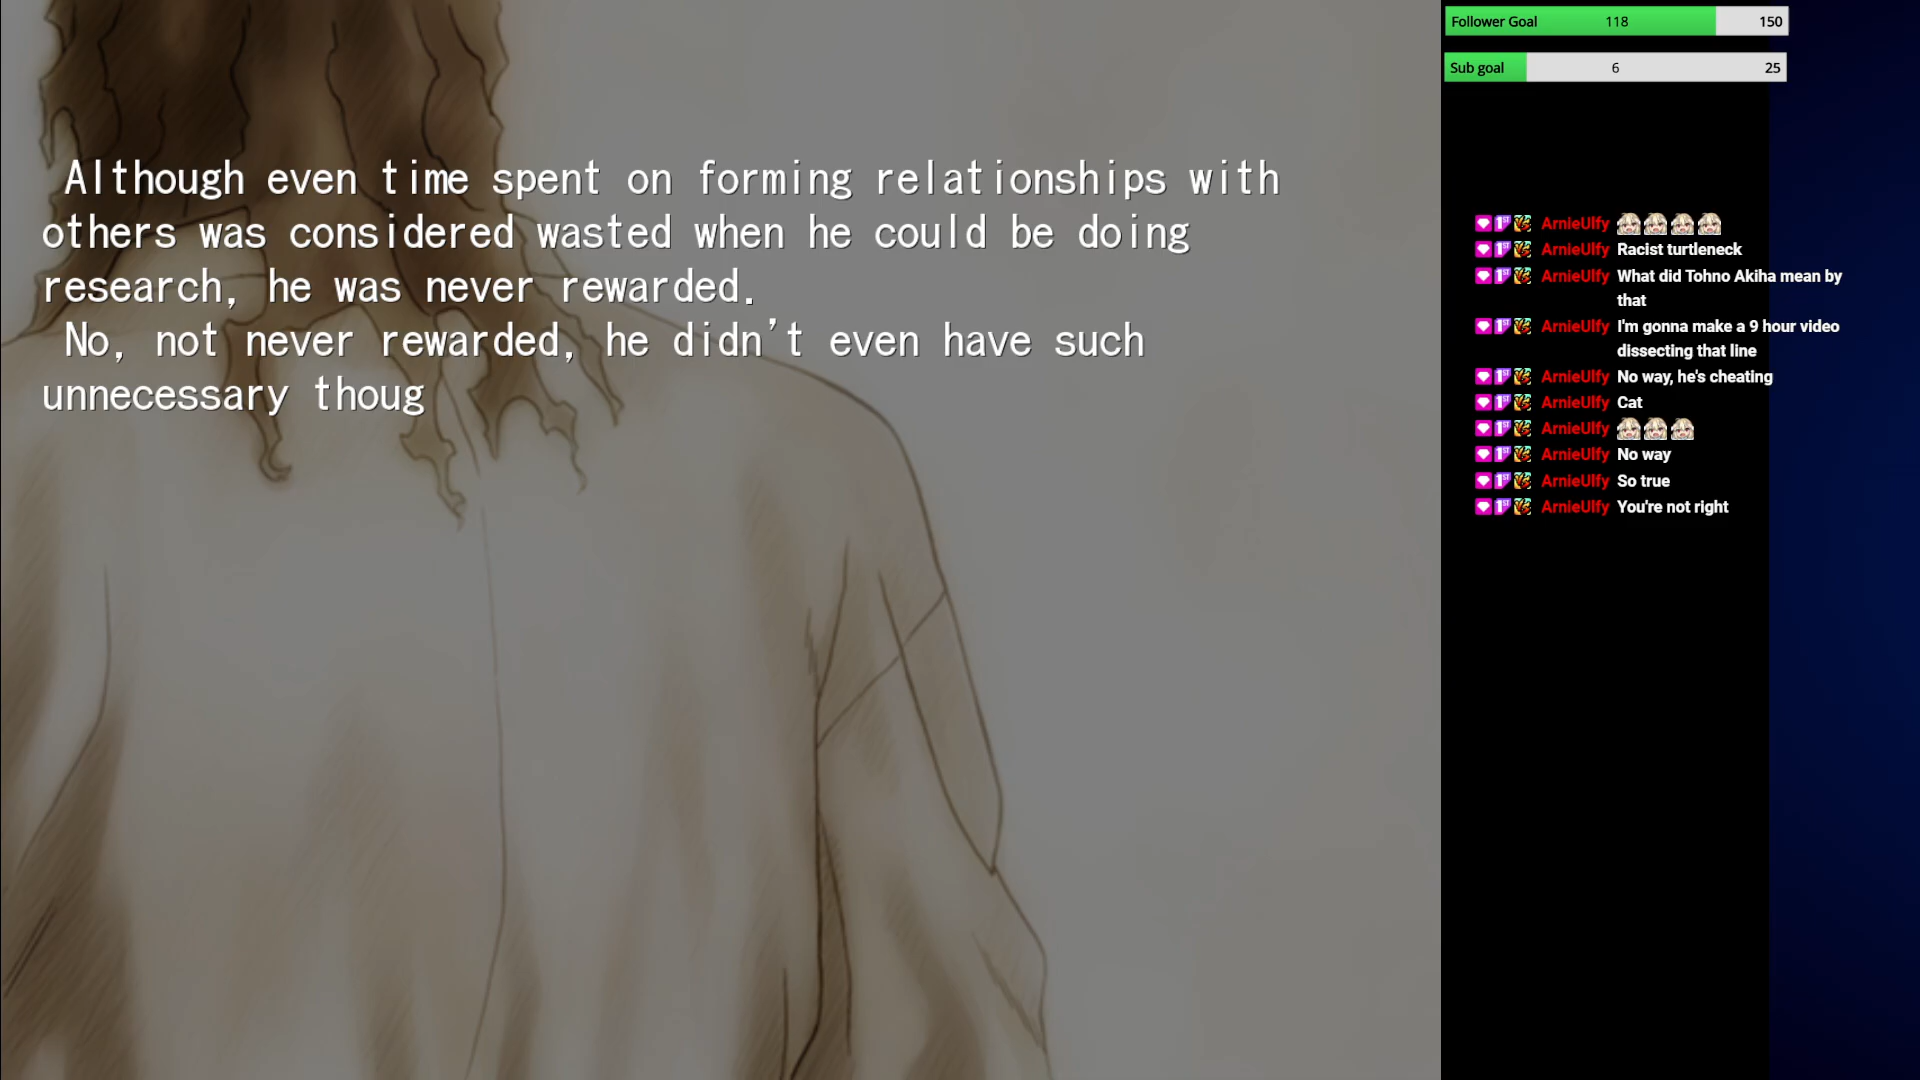 Although even time spent on forming relationships with
others was considered wasted when he could be doing
research, he was never rewarded.
No, not never rewarded, he didn't even have such
unnecessary thoug
Follower Goal 118 150
Sub goal 6 25
ArnieUlfy
ArnieUlfy Racist turtleneck
ArnieUlfy What did Tohno Akiha mean by
that
ArnieUlfy I'm gonna make a 9 hour video
dissecting that line
ArnieUlfy No way, he's cheating
ArnieUlfy Cat
ArnieUlfy
ArnieUlfy No way
ArnieUlfy So true
ArnieUlfy You're not right